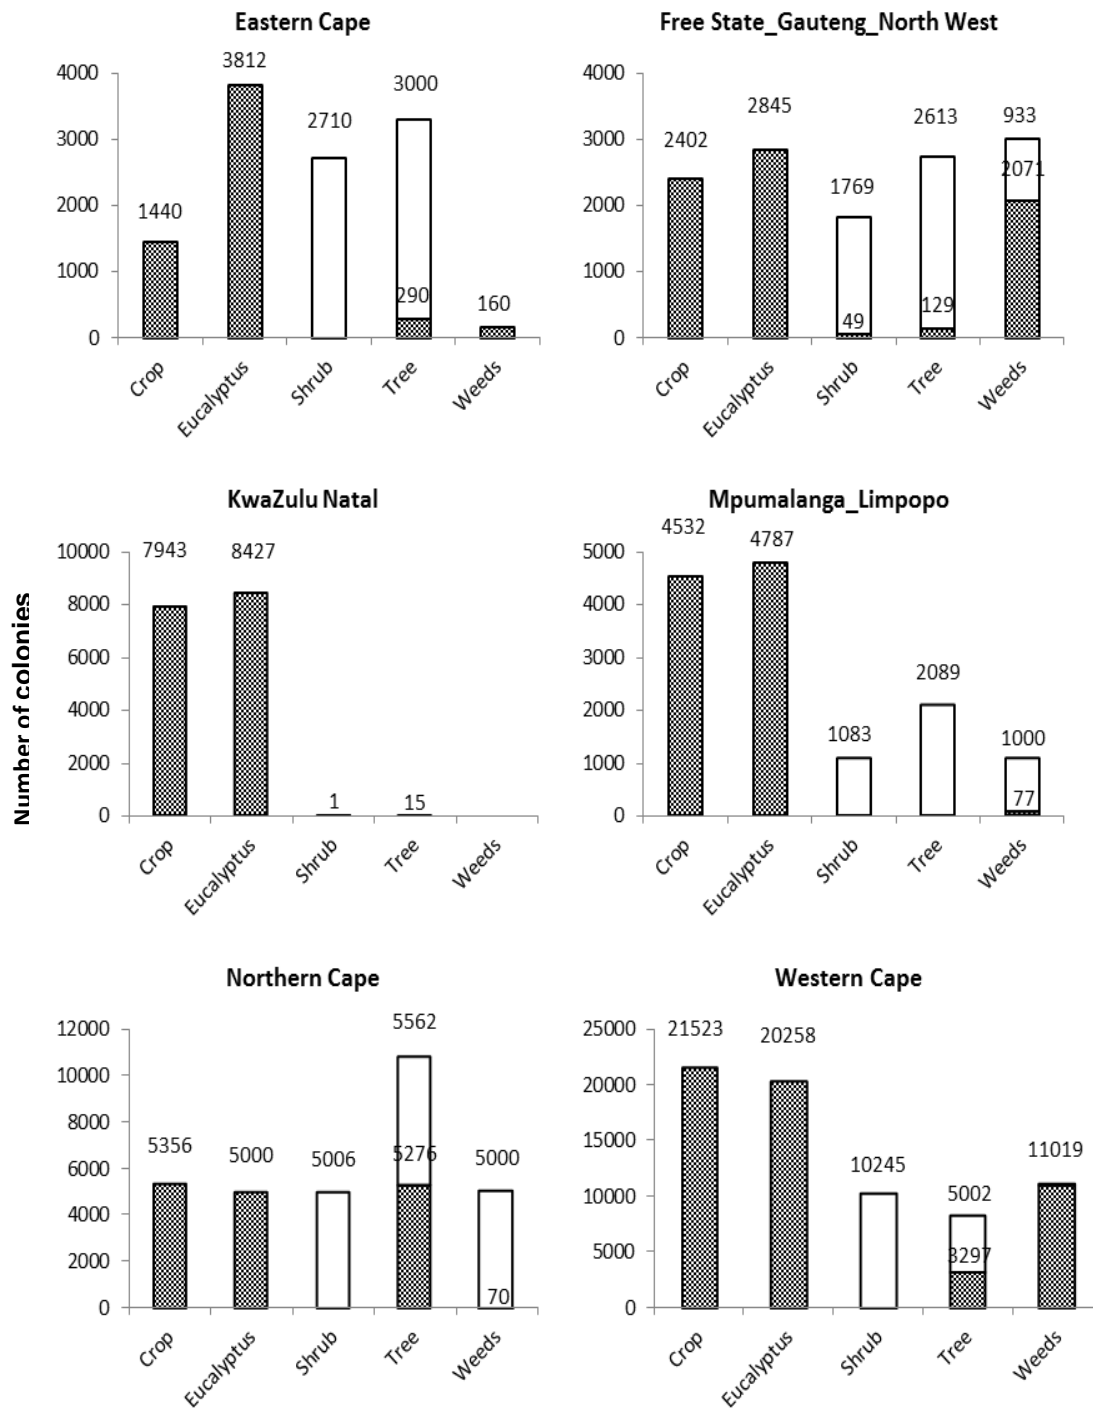 Eastern Cape
4000
3000
2000
1000
0
1440
3812
2710
3000
290
160
Crop
Eucalyptus
Shrub
Tree
Weeds
Free State_Gauteng_North West
4000
3000
2000
1000
0
2402
2845
1769
49
2613
129
933
2071
Crop
Eucalyptus
Shrub
Tree
Weeds
Number of colonies
KwaZulu Natal
10000
8000
6000
4000
2000
0
7943
8427
1
15
Crop
Eucalyptus
Shrub
Tree
Weeds
Mpumalanga_Limpopo
5000
4000
3000
2000
1000
0
4532
4787
1083
2089
1000
77
Crop
Eucalyptus
Shrub
Tree
Weeds
Northern Cape
12000
10000
8000
6000
4000
2000
0
5356
5000
5006
5562
5276
5000
70
Crop
Eucalyptus
Shrub
Tree
Weeds
Western Cape
25000
20000
15000
10000
5000
0
21523
20258
10245
5002
3297
11019
Crop
Eucalyptus
Shrub
Tree
Weeds